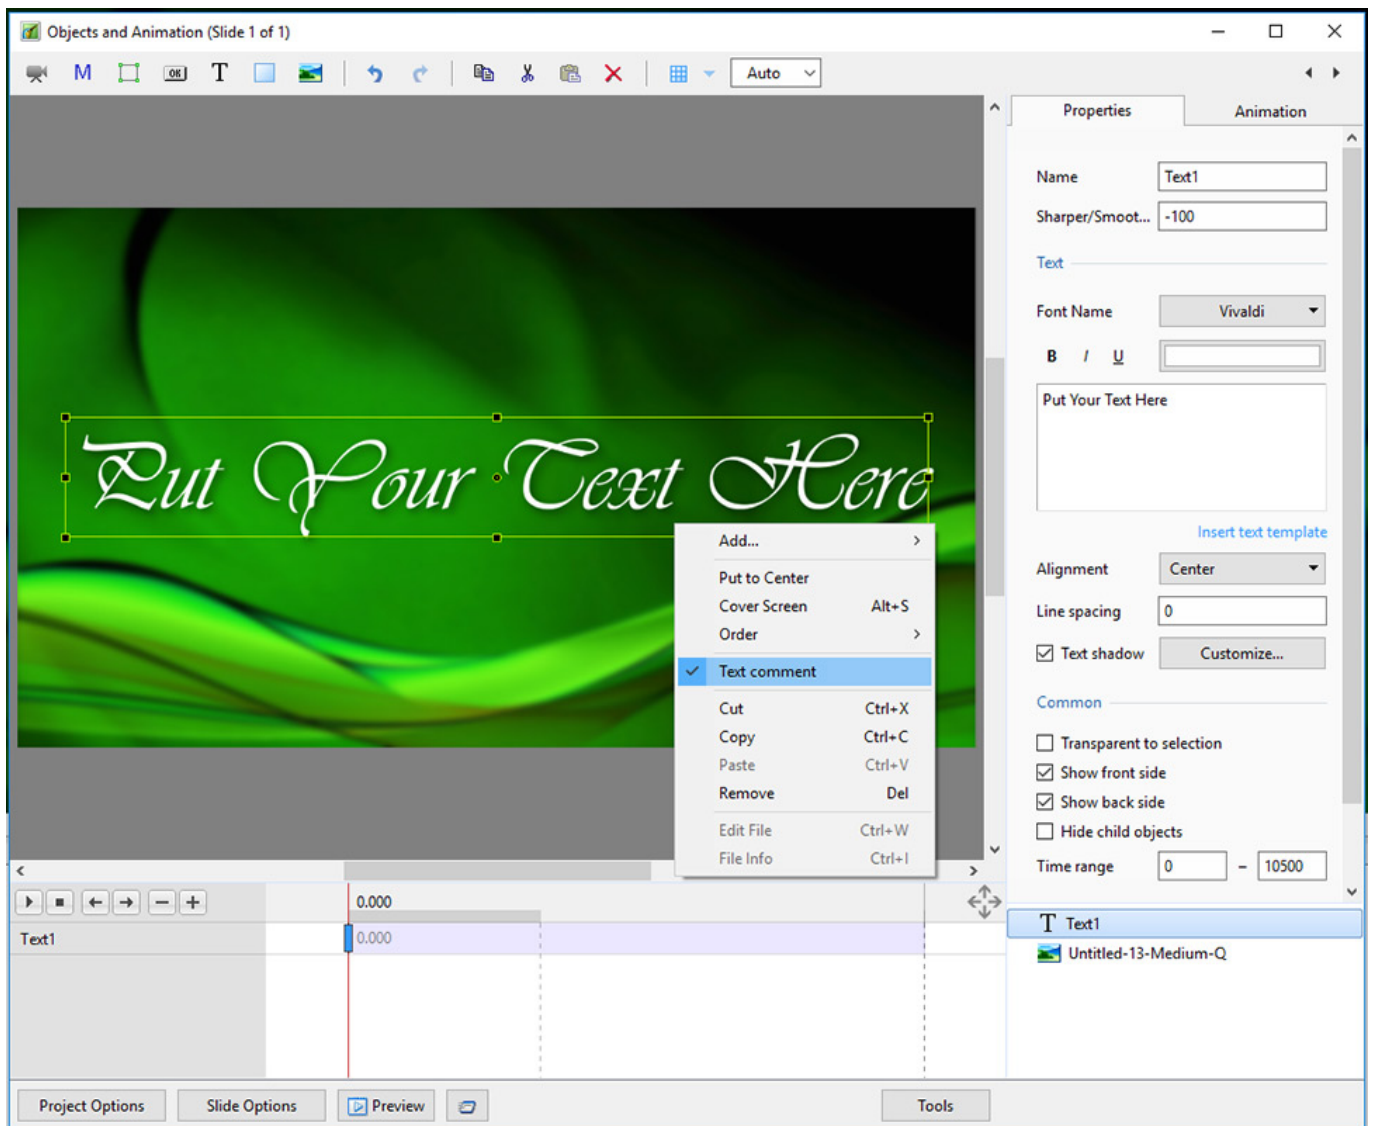 Objects and Animation (Slide 1 of 1)
M OK T Auto
Properties Animation
Name Text1
Sharper/Smoot... -100
Text
Font Name Vivaldi
B I U
Put Your Text Here
Insert text template
Alignment Center
Line spacing 0
Text shadow Customize...
Common
Transparent to selection
Show front side
Show back side
Hide child objects
Time range 0 – 10500
Put Your Text Here
Add...
Put to Center
Cover Screen Alt+S
Order
Text comment
Cut Ctrl+X
Copy Ctrl+C
Paste Ctrl+V
Remove Del
Edit File Ctrl+W
File Info Ctrl+I
0.000
Text1 0.000
T Text1
Untitled-13-Medium-Q
Project Options Slide Options Preview Tools